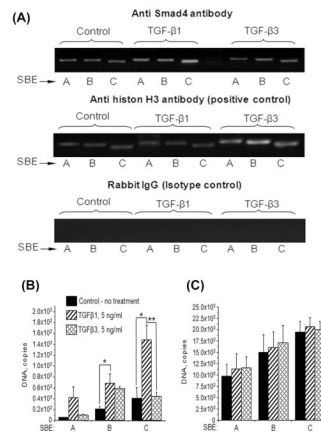 (A)
Anti Smad4 antibody
Control TGF-β1 TGF-β3
SBE A B C A B C A B C
Anti histon H3 antibody (positive control)
Control TGF-β1 TGF-β3
SBE A B C A B C A B C
Rabbit IgG (Isotype control)
Control TGF-β1 TGF-β3
SBE A B C A B C A B C
(B)
Control - no treatment
TGFβ1, 5 ng/ml
TGFβ3, 5 ng/ml
DNA, copies
* * **
SBE: A B C
(C)
DNA, copies
SBE: A B C